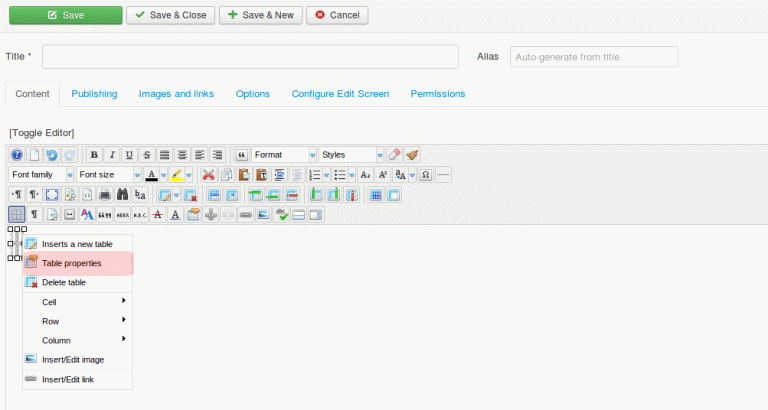 Save Save & Close Save & New Cancel
Title * Alias Auto-generate from title
Content Publishing Images and links Options Configure Edit Screen Permissions
[Toggle Editor]
B I U S Format Styles
Font family Font size A
Inserts a new table
Table properties
Delete table
Cell
Row
Column
Insert/Edit image
Insert/Edit link